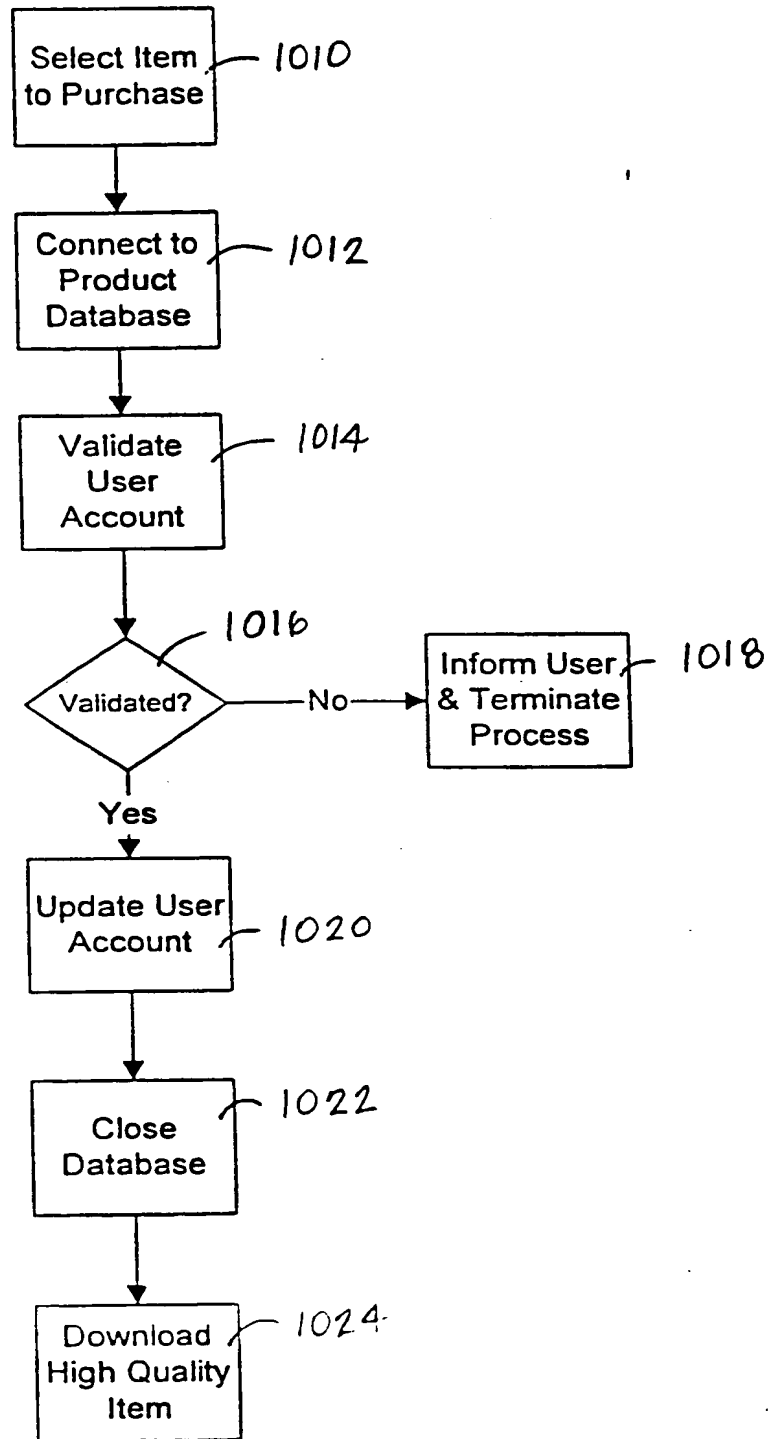 Select Item
to Purchase
1010
Connect to
Product
Database
1012
Validate
User
Account
1014
Validated?
1016
No
Inform User
& Terminate
Process
1018
Yes
Update User
Account
1020
Close
Database
1022
Download
High Quality
Item
1024